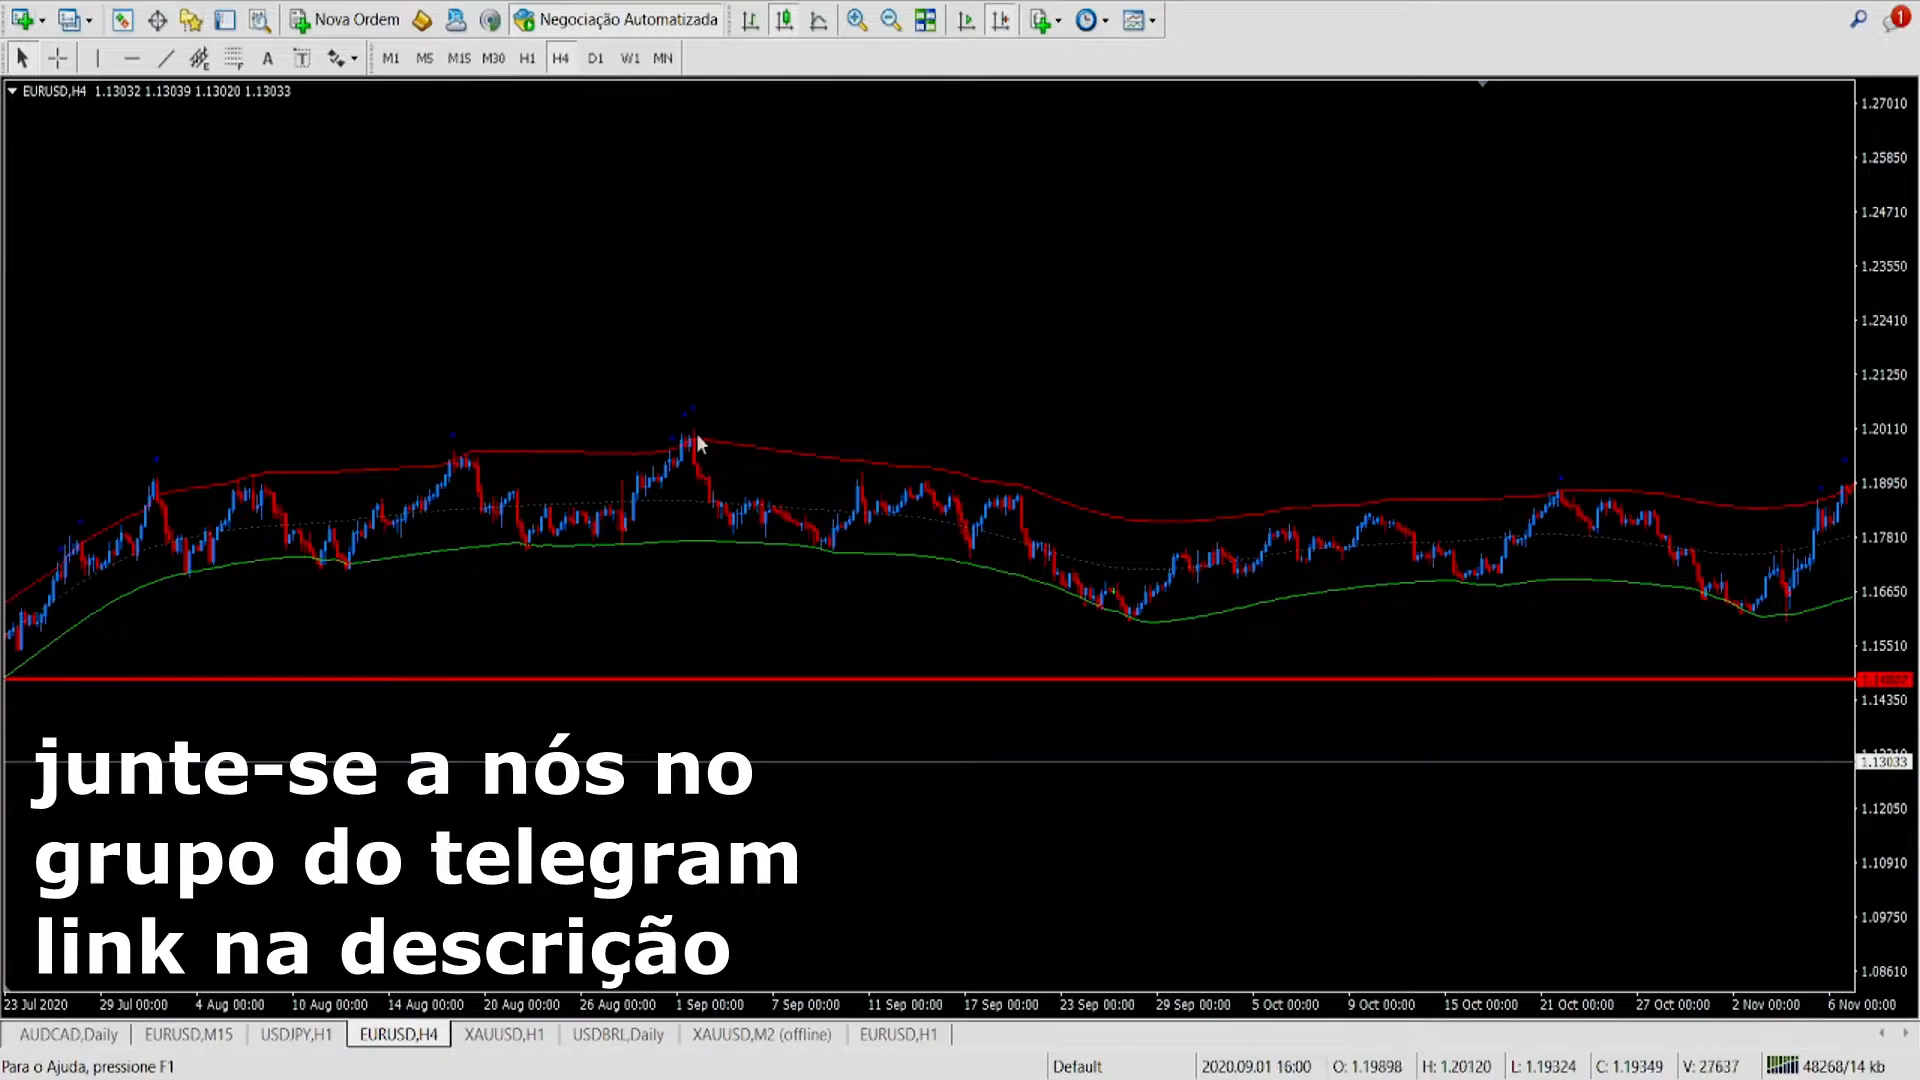 Nova Ordem
Negociação Automatizada
1
A
T
M1 M5 M15 M30 H1 H4 D1 W1 MN
EURUSD,H4 1.13032 1.13039 1.13020 1.13033
1.27010
1.25850
1.24710
1.23550
1.22410
1.21250
1.20110
1.18950
1.17810
1.16650
1.15510
1.14350
1.13033
1.12050
1.10910
1.09750
1.08610
junte-se a nós no
grupo do telegram
link na descrição
23 Jul 2020 29 Jul 00:00 4 Aug 00:00 10 Aug 00:00 14 Aug 00:00 20 Aug 00:00 26 Aug 00:00 1 Sep 00:00 7 Sep 00:00 11 Sep 00:00 17 Sep 00:00 23 Sep 00:00 29 Sep 00:00 5 Oct 00:00 9 Oct 00:00 15 Oct 00:00 21 Oct 00:00 27 Oct 00:00 2 Nov 00:00 6 Nov 00:00
AUDCAD,Daily EURUSD,M15 USDJPY,H1 EURUSD,H4 XAUUSD,H1 USDBRL,Daily XAUUSD,M2 (offline) EURUSD,H1
Para o Ajuda, pressione F1 Default 2020.09.01 16:00 O: 1.19898 H: 1.20120 L: 1.19324 C: 1.19349 V: 27637 48268/14 kb